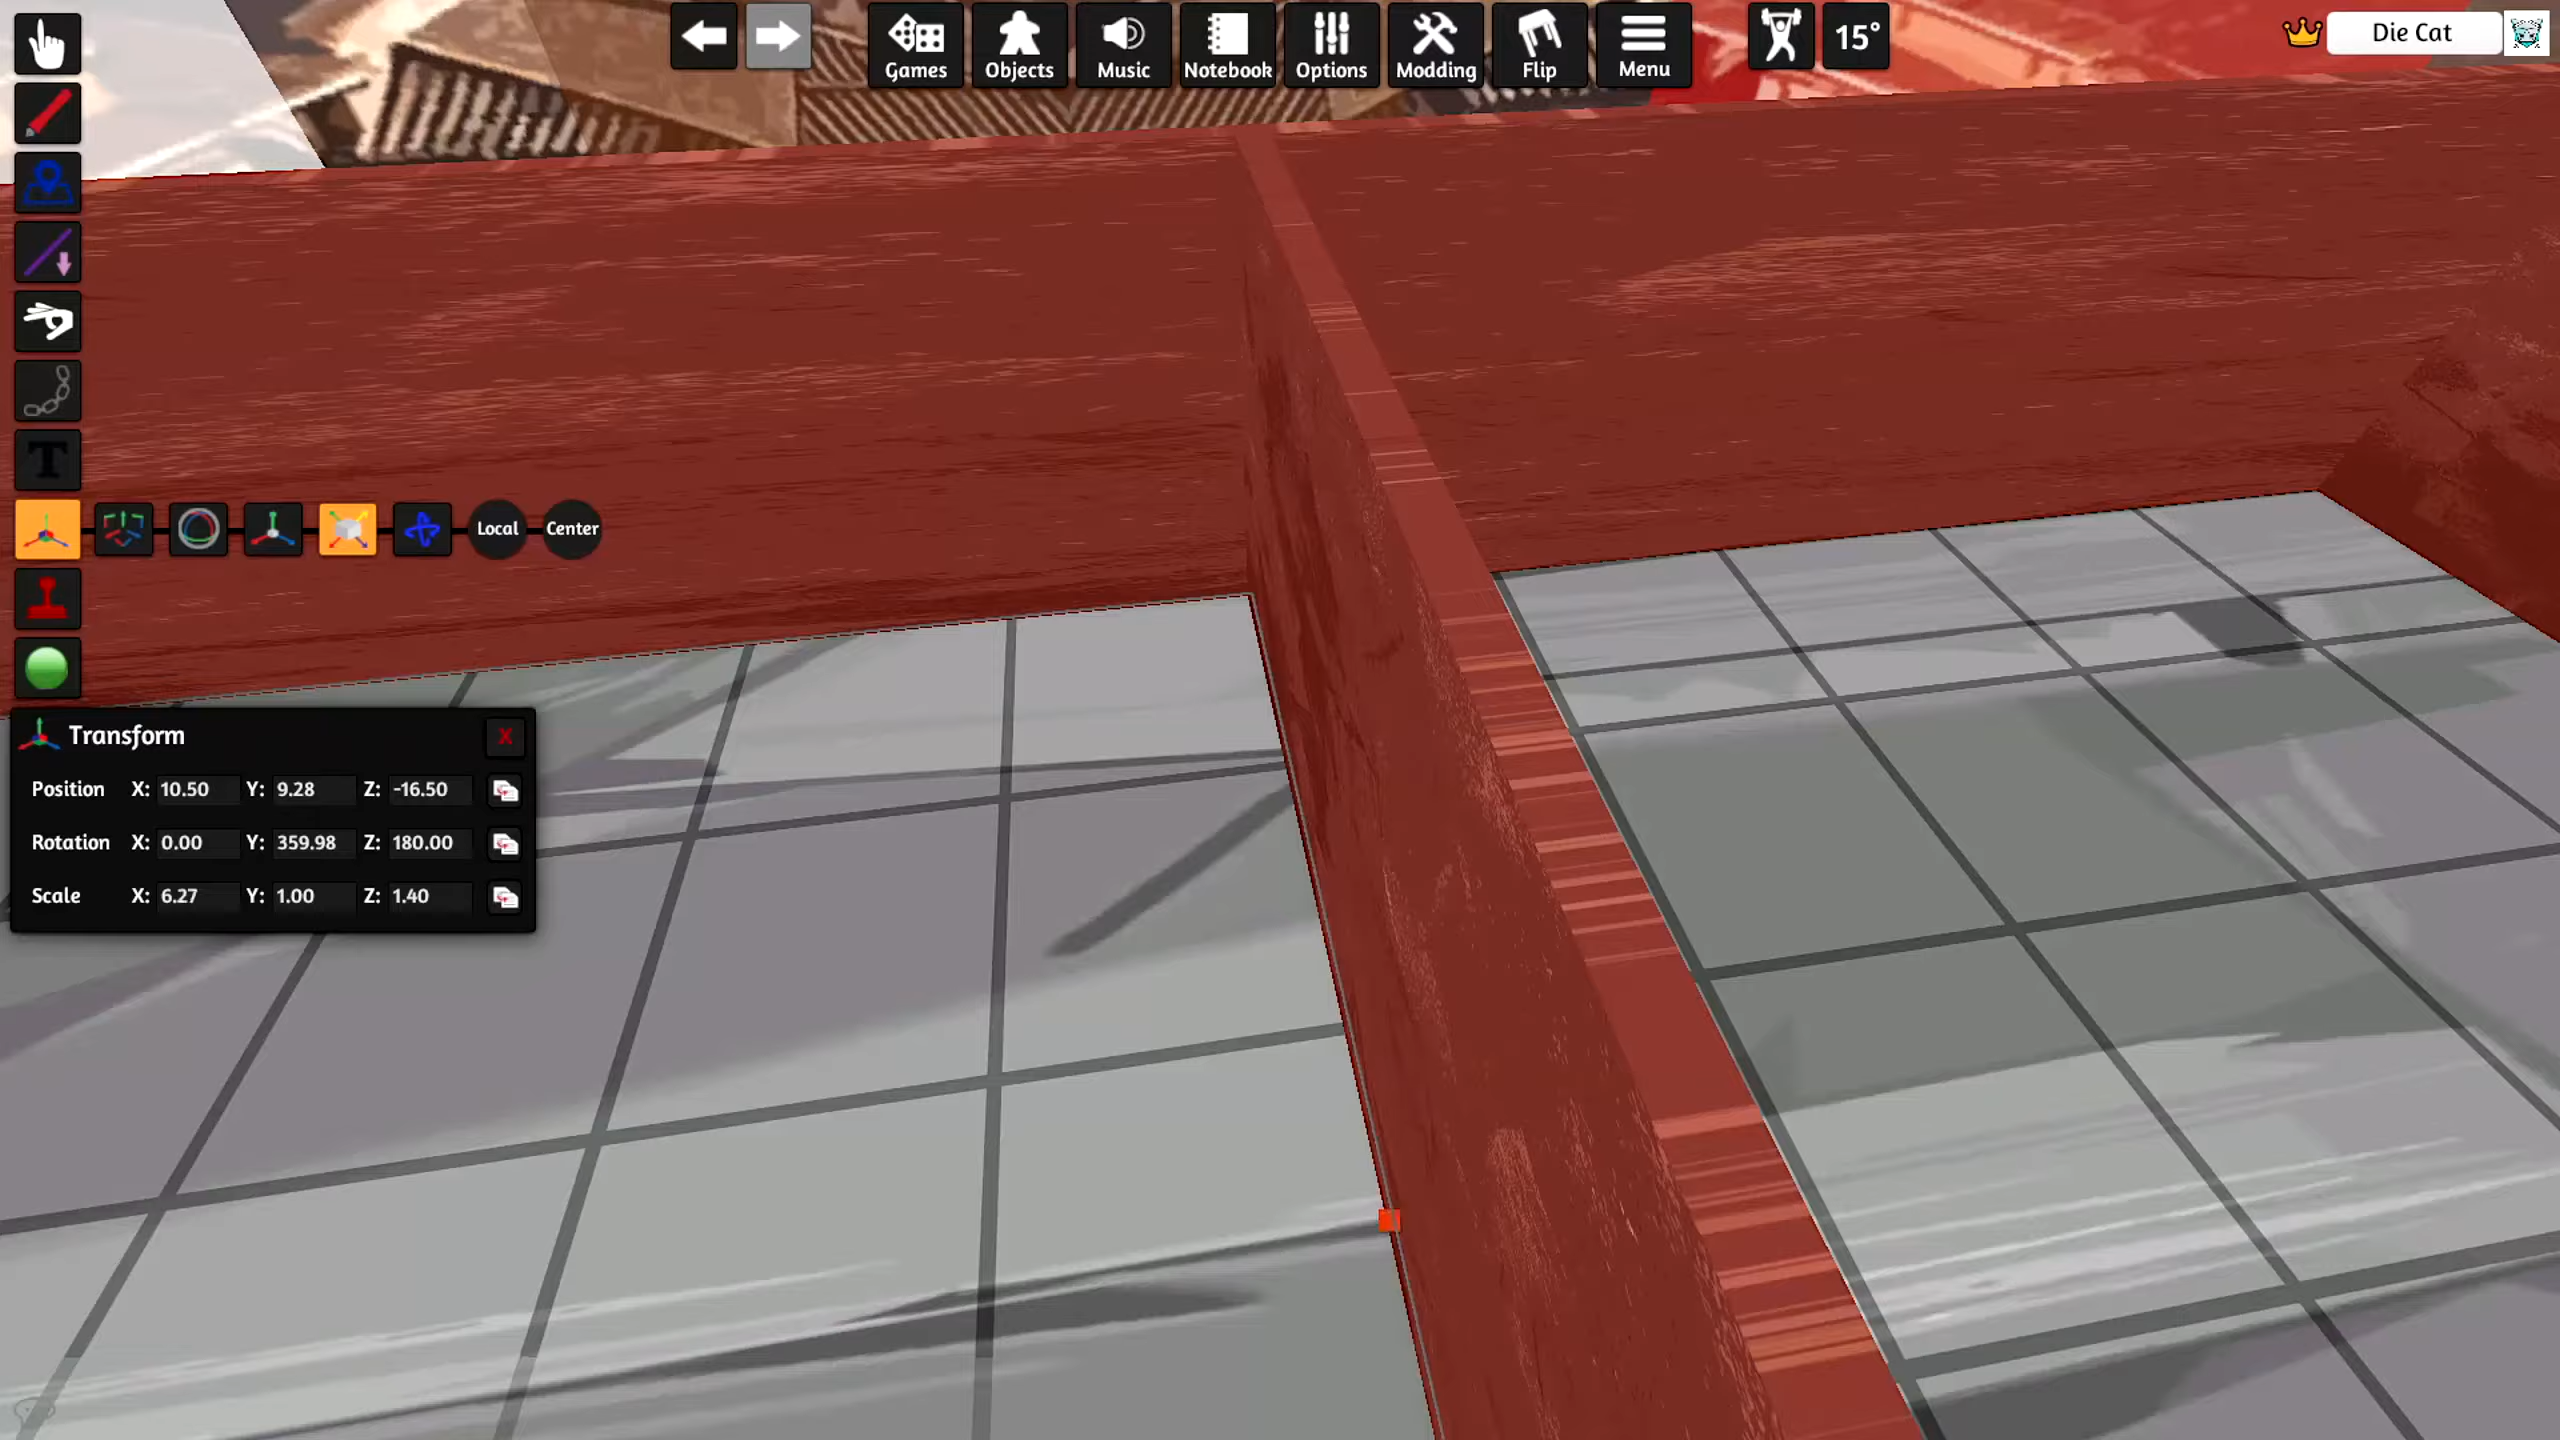 Games
Objects
Music
Notebook
Options
Modding
Flip
Menu
15°
Die Cat
T
Local
Center
Transform
X
Position X: 10.50 Y: 9.28 Z: -16.50
Rotation X: 0.00 Y: 359.98 Z: 180.00
Scale X: 6.27 Y: 1.00 Z: 1.40